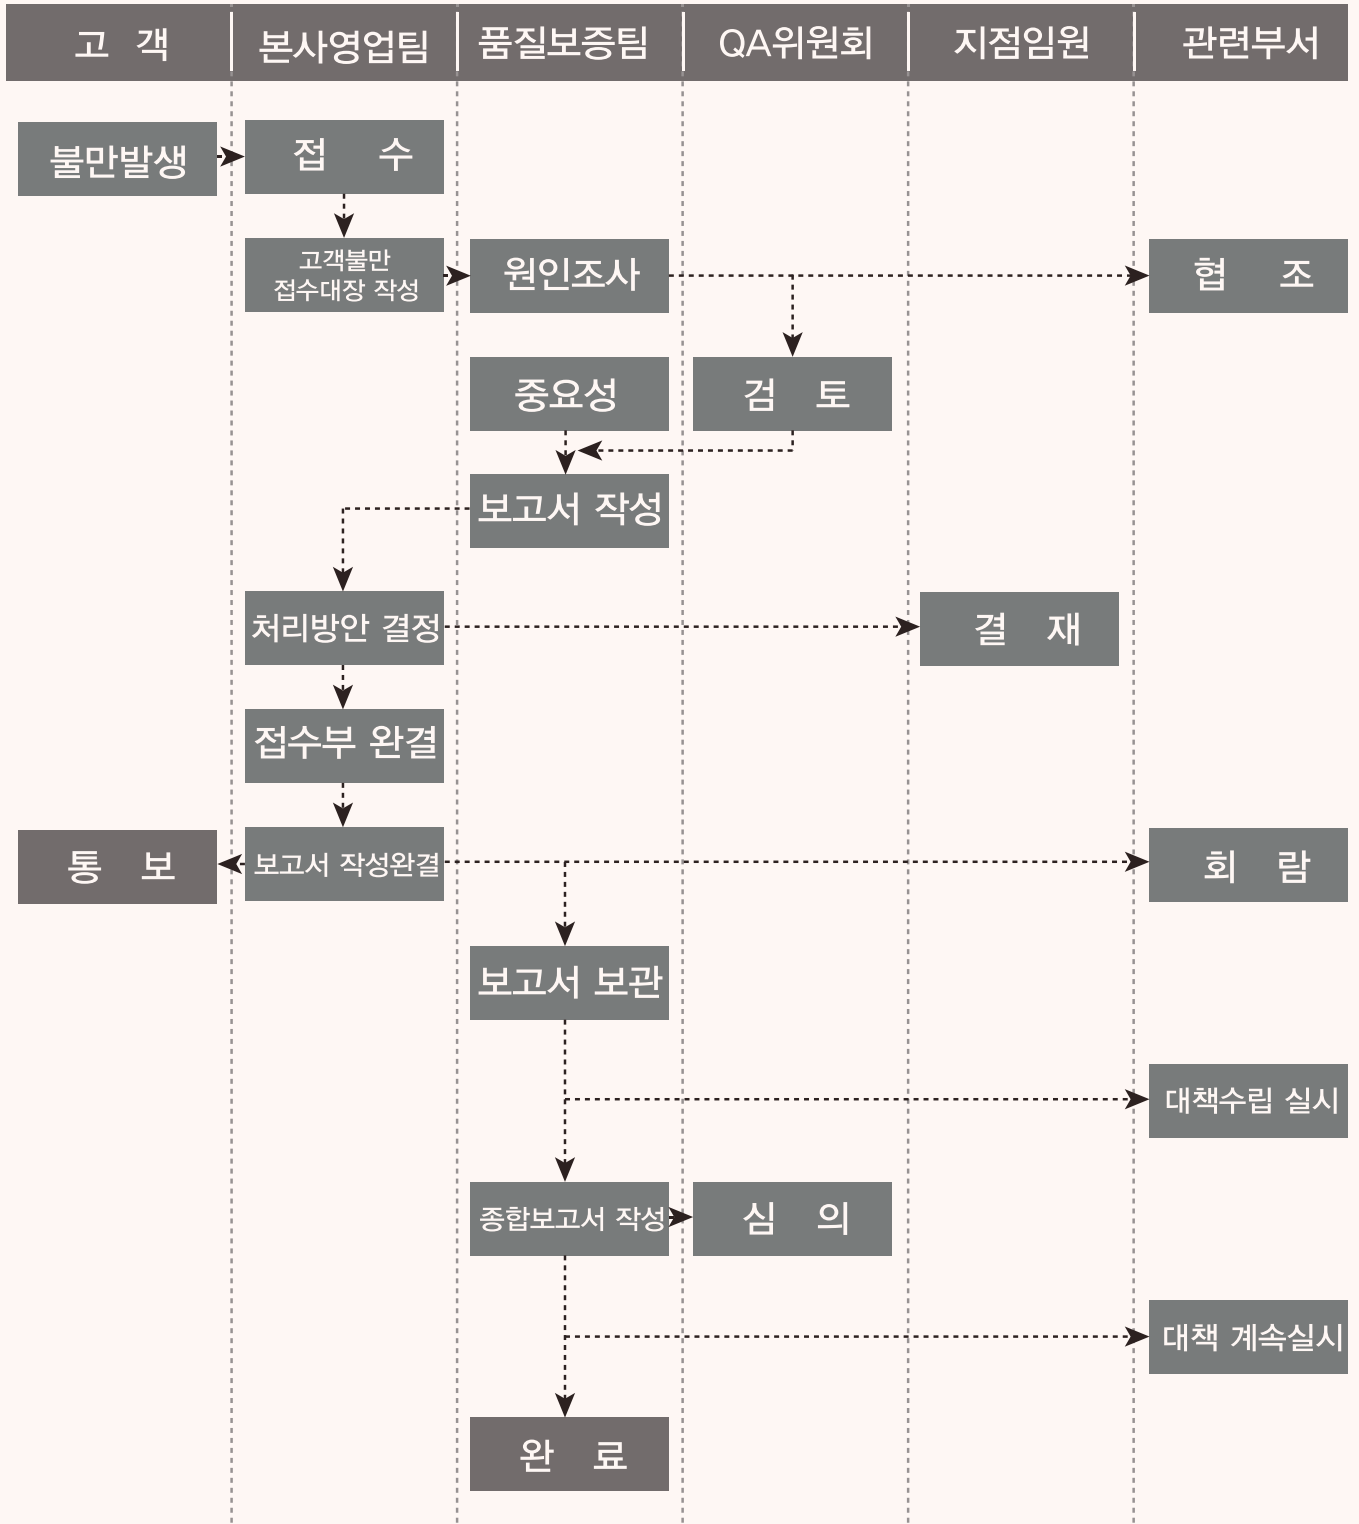 고 객
본사영업팀
품질보증팀
QA위원회
지점임원
관련부서
불만발생
접 수
고객불만
접수대장 작성
원인조사
협 조
중요성
검 토
보고서 작성
처리방안 결정
결 재
접수부 완결
통 보
보고서 작성완결
회 람
보고서 보관
대책수립 실시
종합보고서 작성
심 의
대책 계속실시
완 료